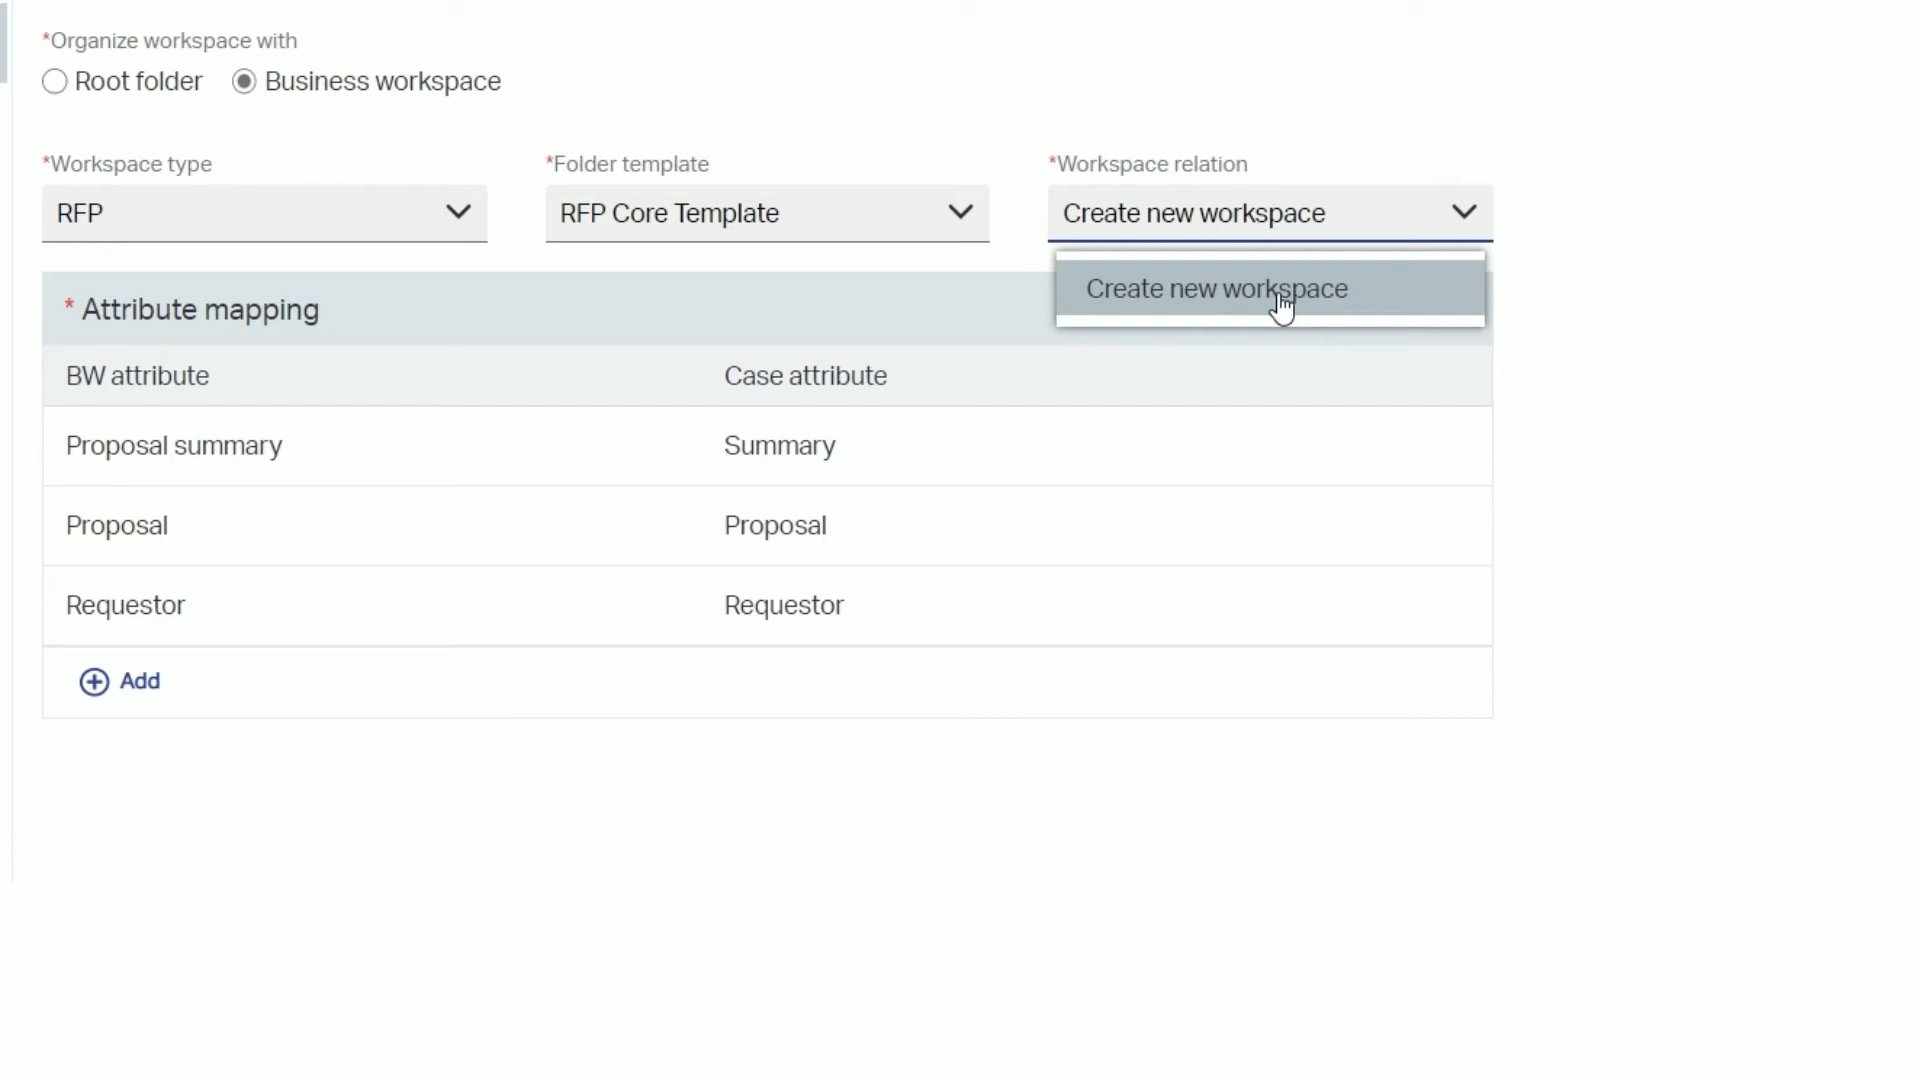 *Organize workspace with
Root folder Business workspace
*Workspace type *Folder template *Workspace relation
RFP RFP Core Template Create new workspace
Create new workspace
* Attribute mapping
BW attribute Case attribute
Proposal summary Summary
Proposal Proposal
Requestor Requestor
Add